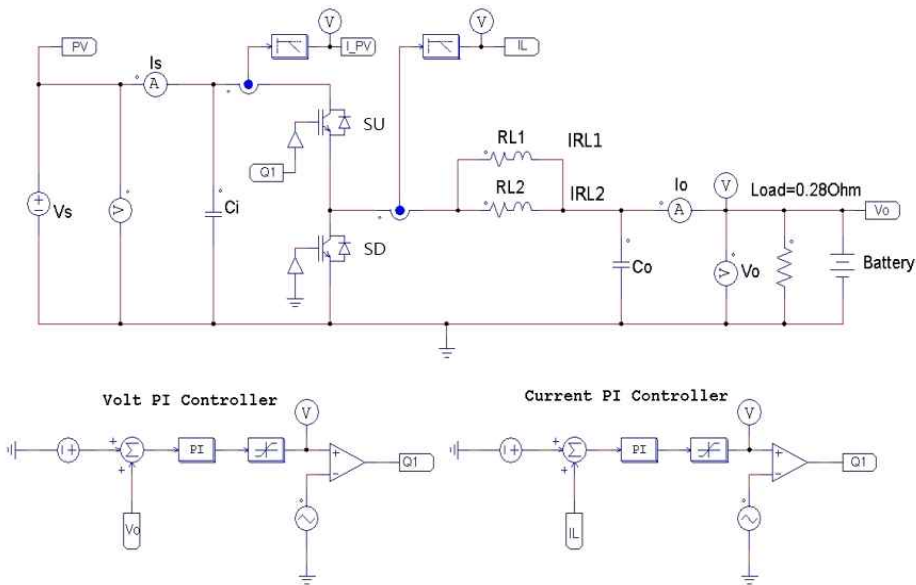 PV
Is
A
V
I_PV
V
IL
SU
Q1
SD
Vs
V
Ci
RL1
IRL1
RL2
IRL2
Io
A
V
Load=0.28Ohm
Vo
Co
V
Vo
Battery
Volt PI Controller
Current PI Controller
V
V
PI
Q1
PI
Q1
Vo
IL